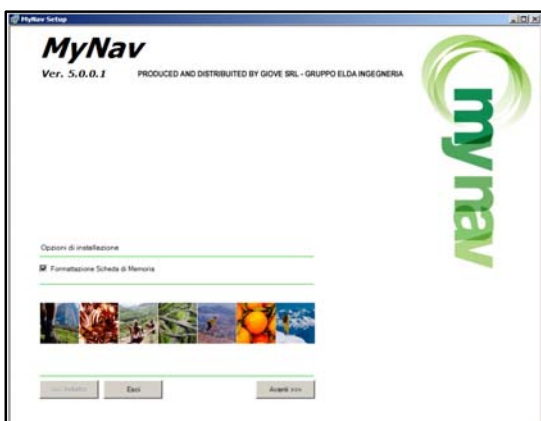 MyNav Setup
MyNav
Ver. 5.0.0.1
PRODUCED AND DISTRIBUITED BY GIOVE SRL - GRUPPO ELDA INGEGNERIA
mynav
Opzioni di installazione
Formattazione Scheda di Memoria
<<< Indietro
Esci
Avanti >>>